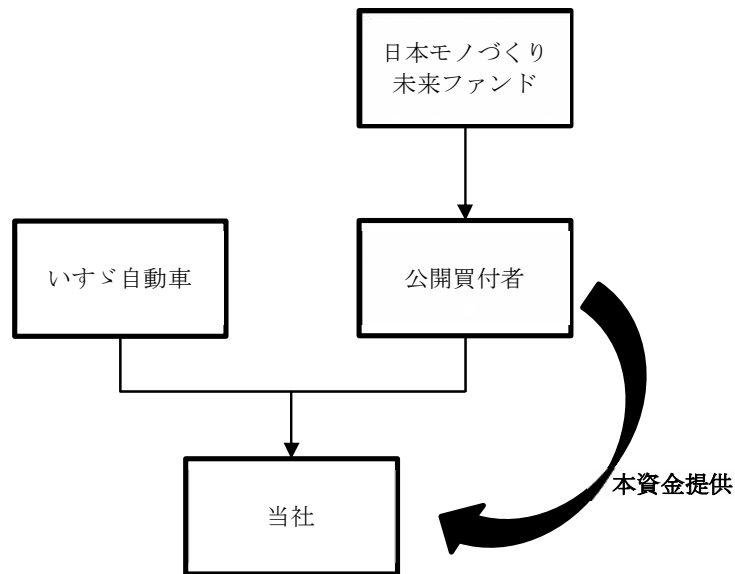 日本モノづくり
未来ファンド
いすゞ自動車
公開買付者
本資金提供
当社